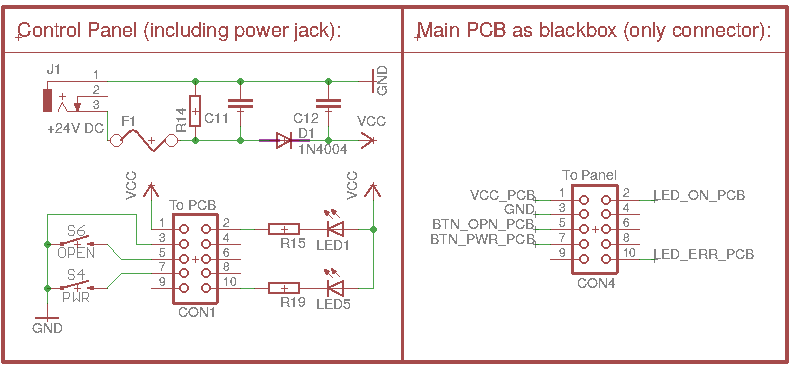 Control Panel (including power jack):
Main PCB as blackbox (only connector):
J1
1
2
3
+24V DC
F1
R14
C11
C12
GND
D1
1N4004
VCC
VCC
To PCB
VCC
1
2
3
4
5
6
7
8
9
10
S6
OPEN
S4
PWR
GND
R15
LED1
R19
LED5
CON1
To Panel
VCC_PCB
1
2
LED_ON_PCB
GND
3
4
BTN_OPN_PCB
5
6
BTN_PWR_PCB
7
8
9
10
LED_ERR_PCB
CON4